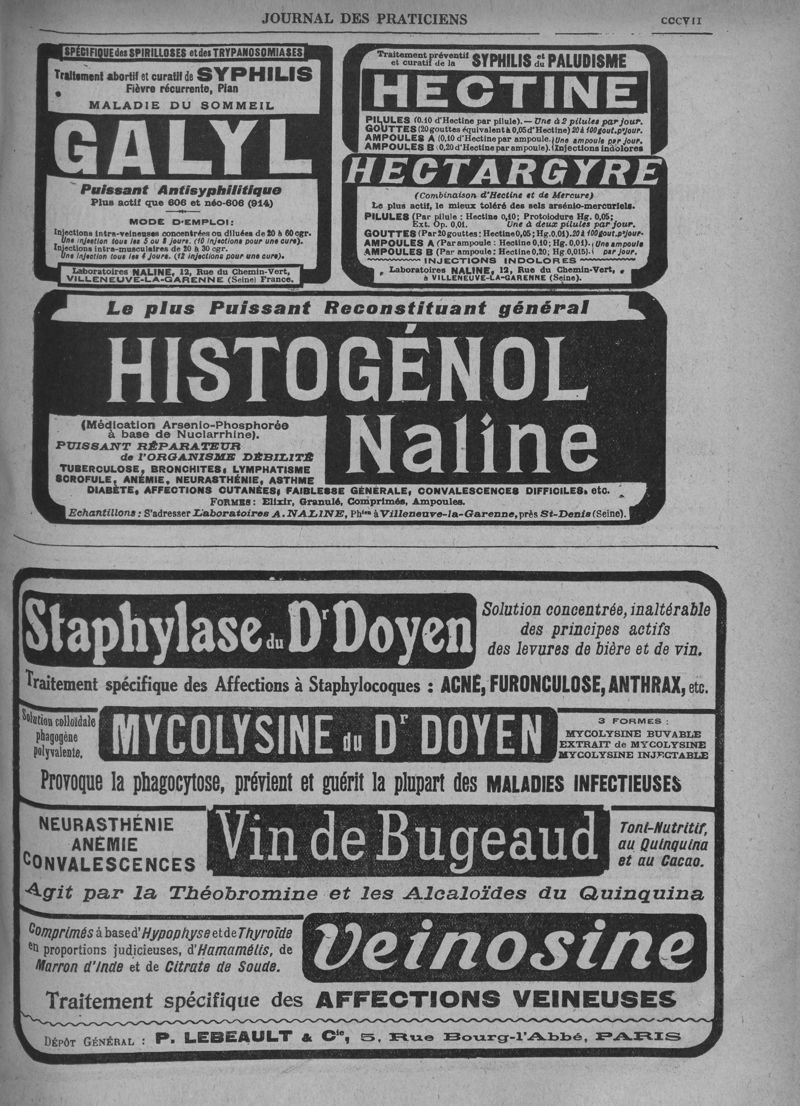 JOURNAL DES PRATICIENS
CCCVII
SPÉCIFIQUE des SPIRILLOSES et des TRYPANOSOMIASES
Traitement abortif et curatif de SYPHILIS
Fièvre récurrente, Pian
MALADIE DU SOMMEIL
GALYL
Puissant Antisyphilitique
Plus actif que 606 et néo-606 (914)
MODE D'EMPLOI:
Injections intra-veineuses concentrées ou diluées de 20 à 60 cgr.
Une injection tous les 5 ou 8 jours. (10 injections pour une cure).
Injections intra-musculaires de 20 à 30 cgr.
Une injection tous les 4 jours. (12 injections pour une cure).
Laboratoires NALINE, 12, Rue du Chemin-Vert,
VILLENEUVE-LA-GARENNE (Seine) France.
Traitement préventif et curatif de la SYPHILIS et du PALUDISME
HECTINE
PILULES (0.10 d'Hectine par pilule).— Une à 2 pilules par jour.
GOUTTES (20 gouttes équivalent à 0,05 d'Hectine) 20 à 100 gout. p^r jour.
AMPOULES A (0,10 d'Hectine par ampoule.) Une ampoule par jour.
AMPOULES B (0,20 d'Hectine par ampoule). Injections indolores
HECTARGYRE
(Combinaison d'Hectine et de Mercure)
Le plus actif, le mieux toléré des sels arsénio-mercuriels.
PILULES (Par pilule : Hectine 0,10; Protoiodure Hg. 0,05;
Ext. Op. 0,01. Une à deux pilules par jour.
GOUTTES (Par 20 gouttes : Hectine 0,05; Hg. 0,01). 20 à 100 gout. p^r jour.
AMPOULES A (Par ampoule : Hectine 0,10; Hg. 0,01). Une ampoule
AMPOULES B (Par ampoule : Hectine 0,20; Hg. 0,015). par jour.
INJECTIONS INDOLORES
Laboratoires NALINE, 12, Rue du Chemin-Vert,
à VILLENEUVE-LA-GARENNE (Seine).
Le plus Puissant Reconstituant général
HISTOGÉNOL
Naline
(Médication Arsenio-Phosphorée
à base de Nuclarrhine).
PUISSANT RÉPARATEUR
de l'ORGANISME DÉBILITÉ
TUBERCULOSE, BRONCHITES, LYMPHATISME
SCROFULE, ANÉMIE, NEURASTHÉNIE, ASTHME
DIABÈTE, AFFECTIONS CUTANÉES, FAIBLESSE GÉNÉRALE, CONVALESCENCES DIFFICILES, etc.
FORMES: Elixir, Granulé, Comprimés, Ampoules.
Echantillons : S'adresser Laboratoires A. NALINE, Ph^ien à Villeneuve-la-Garenne, près St-Denis (Seine).
Staphylase du D^r Doyen
Solution concentrée, inaltérable
des principes actifs
des levures de bière et de vin.
Traitement spécifique des Affections à Staphylocoques : ACNÉ, FURONCULOSE, ANTHRAX, etc.
Solution colloïdale
phagogène
polyvalente.
MYCOLYSINE du D^r DOYEN
3 FORMES :
MYCOLYSINE BUVABLE
EXTRAIT de MYCOLYSINE
MYCOLYSINE INJECTABLE
Provoque la phagocytose, prévient et guérit la plupart des MALADIES INFECTIEUSES
NEURASTHÉNIE
ANÉMIE
CONVALESCENCES
Vin de Bugeaud
Toni-Nutritif,
au Quinquina
et au Cacao.
Agit par la Théobromine et les Alcaloïdes du Quinquina
Comprimés à base d'Hypophyse et de Thyroïde
en proportions judicieuses, d'Hamamélis, de
Marron d'Inde et de Citrate de Soude.
Veinosine
Traitement spécifique des AFFECTIONS VEINEUSES
DÉPÔT GÉNÉRAL : P. LEBEAULT & C^ie, 5, Rue Bourg-l'Abbé, PARIS